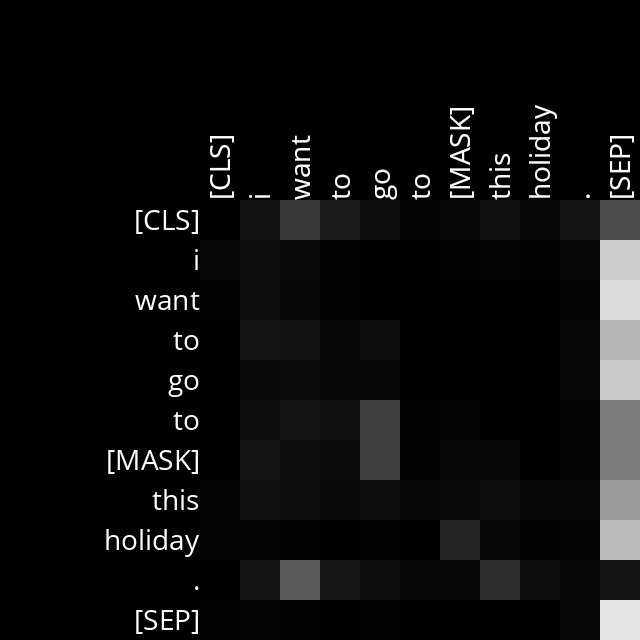 [CLS] i want to go to [MASK] this holiday . [SEP]
[CLS]
i
want
to
go
to
[MASK]
this
holiday
.
[SEP]